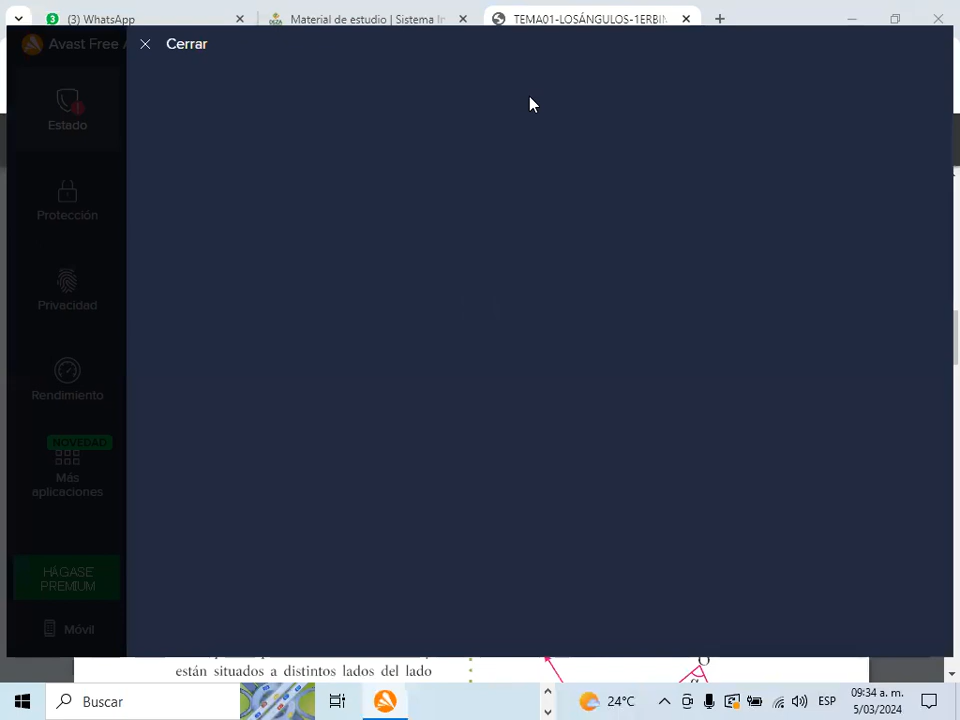 (3) WhatsApp
Material de estudio | Sistema In
TEMA01-LOSÁNGULOS-1ERBIN
Avast Free A
Cerrar
Estado
Protección
Privacidad
Rendimiento
NOVEDAD
Más
aplicaciones
HÁGASE
PREMIUM
Móvil
están situados a distintos lados del lado
O
α
Buscar
24°C
ESP
09:34 a. m.
5/03/2024